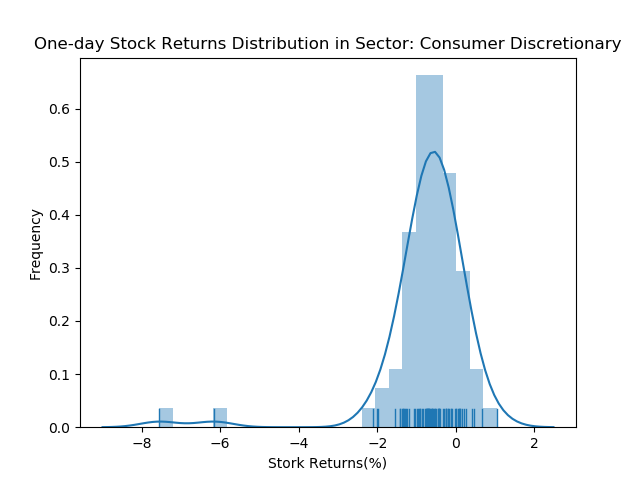 One-day Stock Returns Distribution in Sector: Consumer Discretionary
0.6
0.5
0.4
0.3
0.2
0.1
0.0
Frequency
−8 −6 −4 −2 0 2
Stork Returns(%)